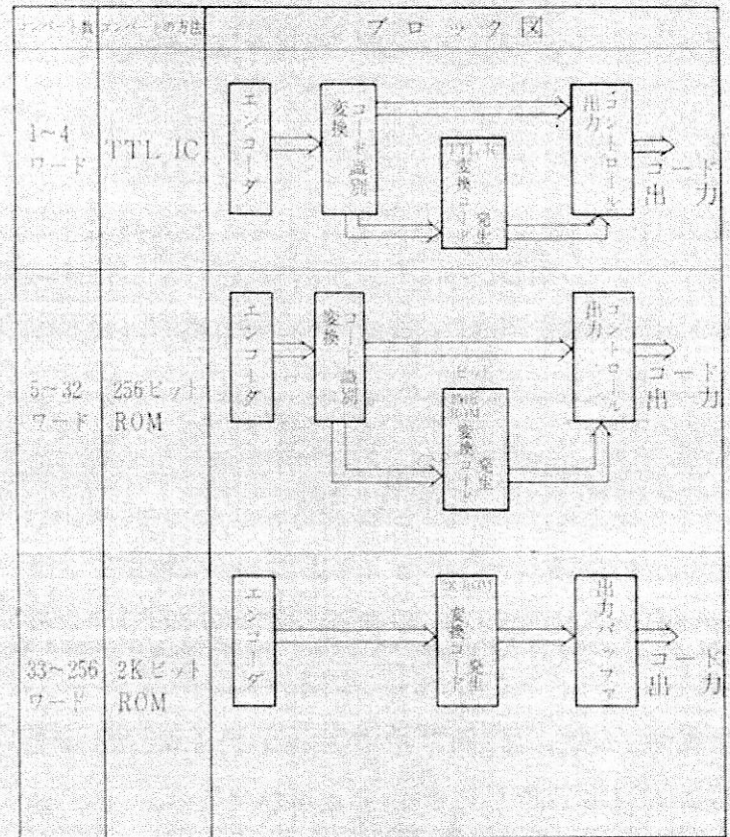 コンバート数 コンバートの方法 ブロック図
1~4
ワード
TTL IC
エンコーダ
変換
コード識別
TTL IC
変換コード
発生
出力
コントロール
コード
出力
5~32
ワード
256ビット
ROM
エンコーダ
変換
コード識別
ビット
変換コード
発生
出力
コントロール
コード
出力
33~256
ワード
2Kビット
ROM
エンコーダ
変換コード
発生
出力バッファ
コード
出力